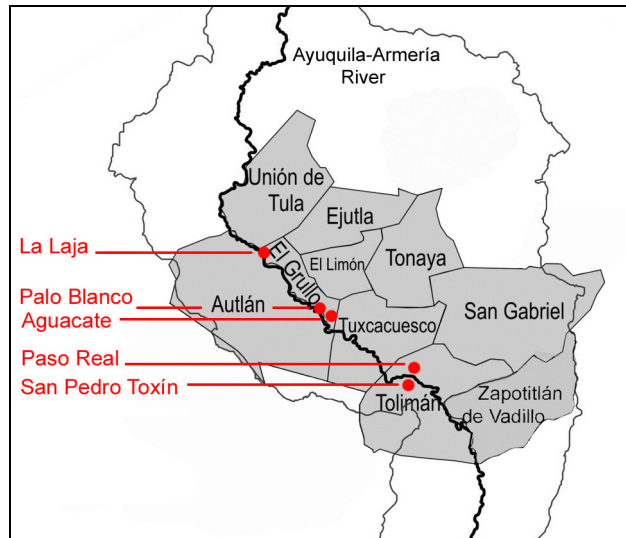 Ayuquila-Armería
River
Unión de
Tula
Ejutla
La Laja
El Grullo
El Limón
Tonaya
Palo Blanco
Autlán
San Gabriel
Aguacate
Tuxcacuesco
Paso Real
San Pedro Toxín
Tolimán
Zapotitlán
de Vadillo